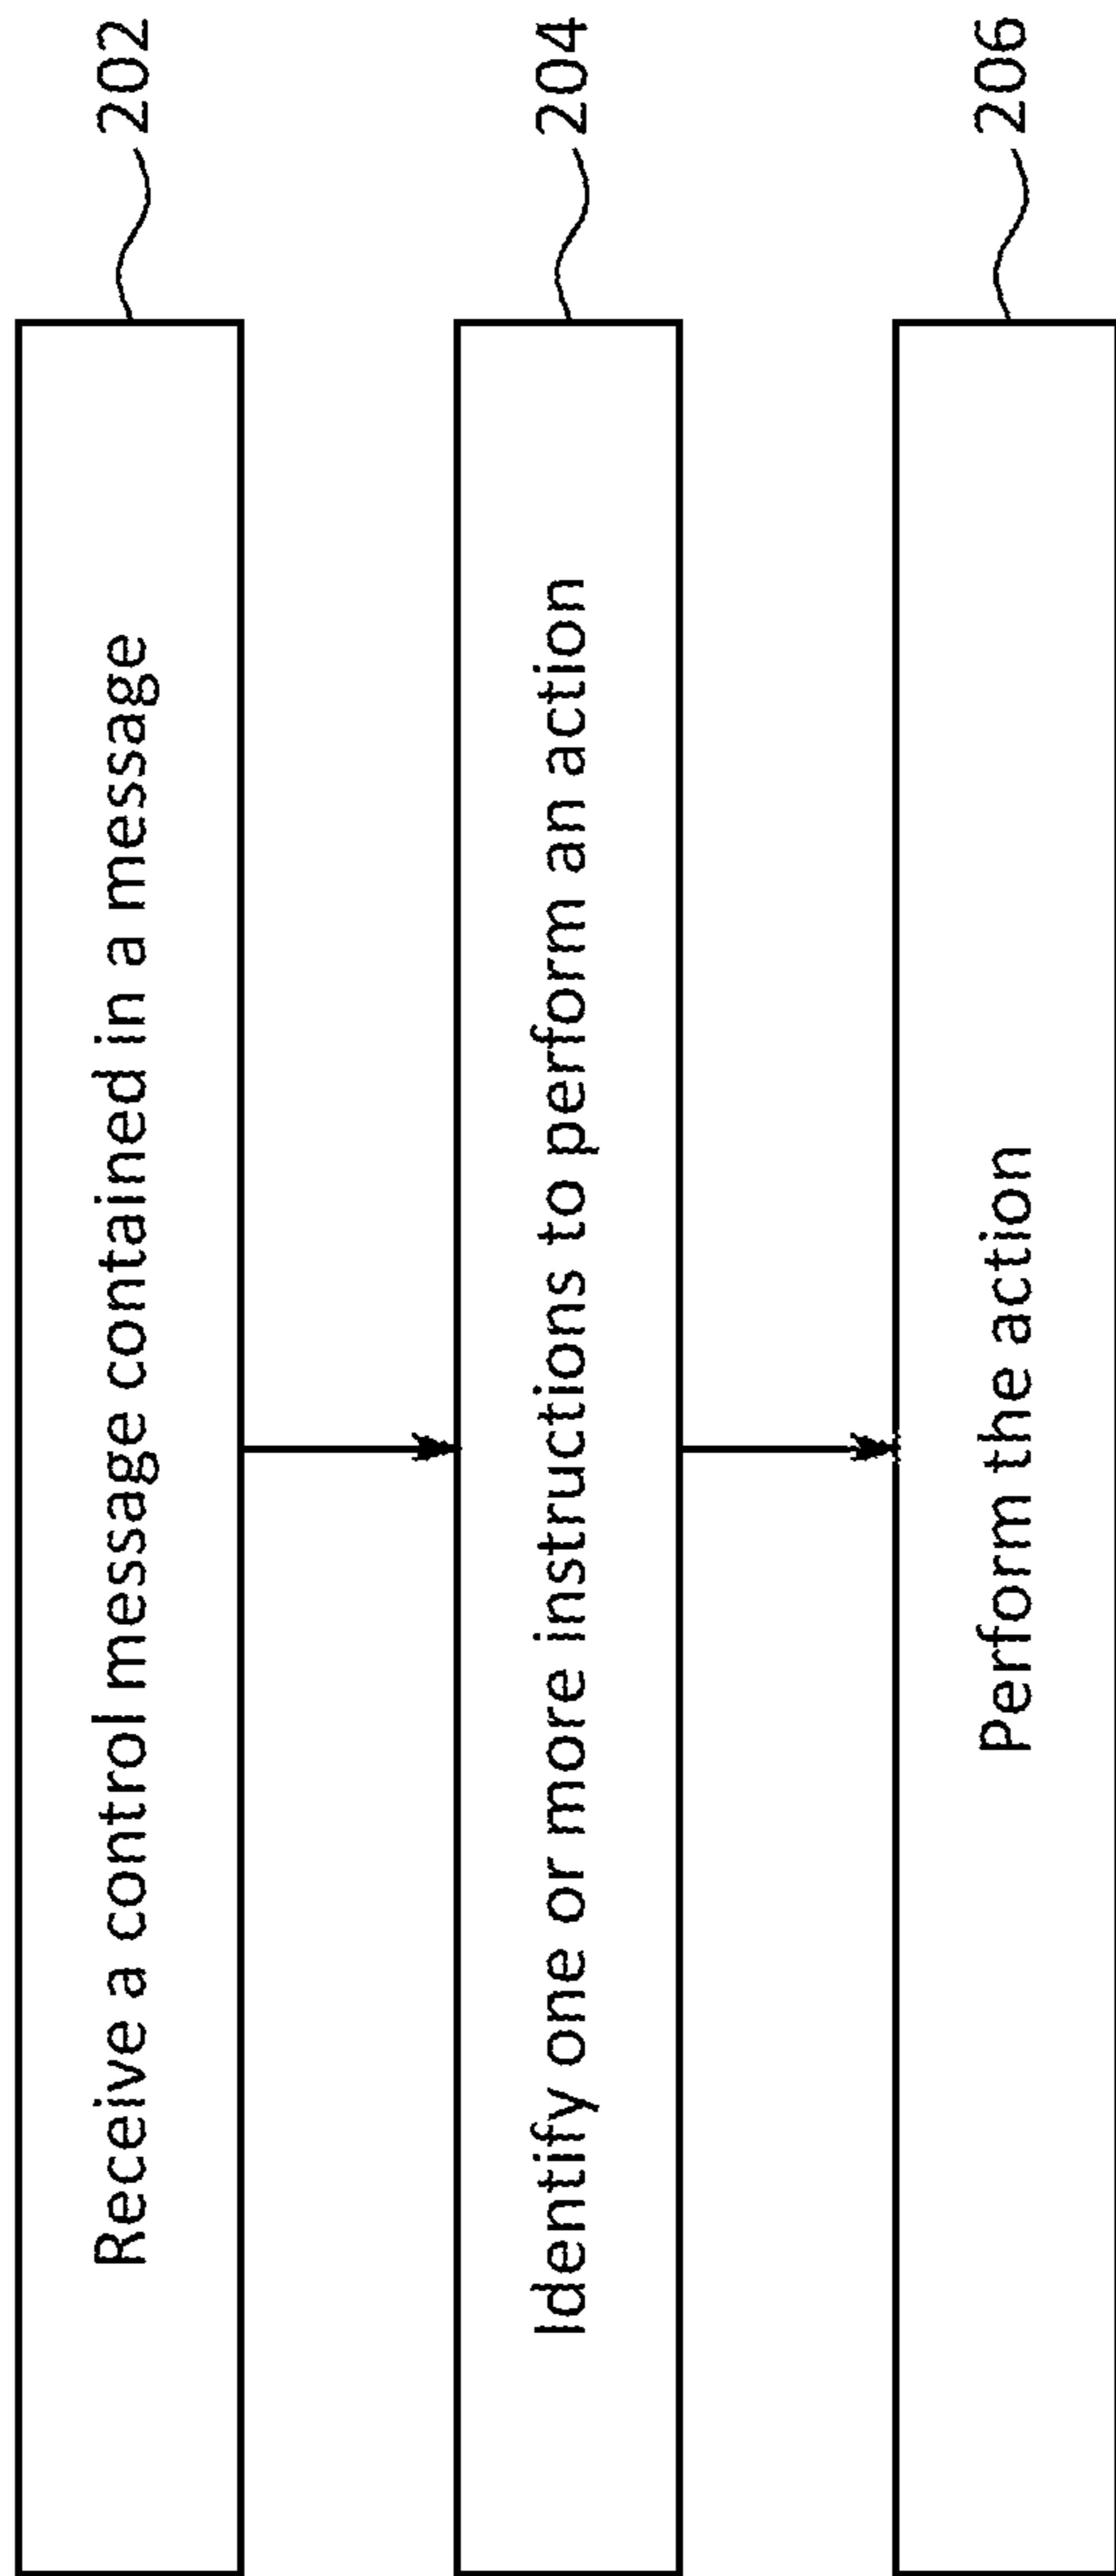 Receive a control message contained in a message
202
Identify one or more instructions to perform an action
204
Perform the action
206